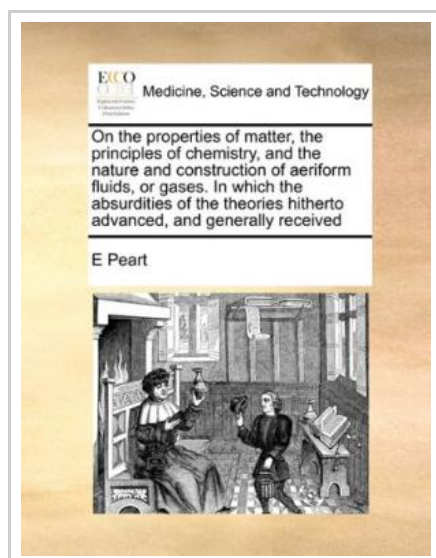 ECCO
Medicine, Science and Technology
On the properties of matter, the
principles of chemistry, and the
nature and construction of aeriform
fluids, or gases. In which the
absurdities of the theories hitherto
advanced, and generally received
E Peart